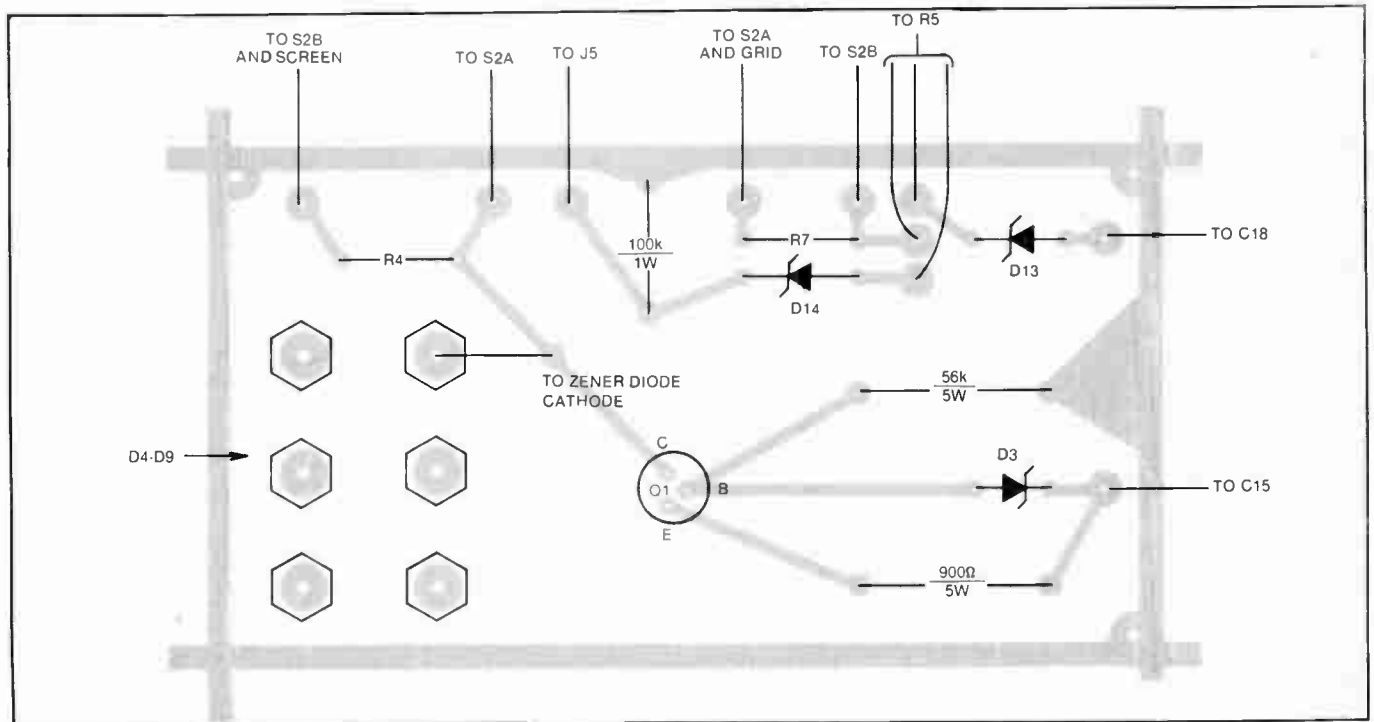 TO R5
TO S2B
AND SCREEN
TO S2A
TO J5
TO S2A
AND GRID
TO S2B
100k
1W
R4
R7
D14
D13
TO C18
TO ZENER DIODE
CATHODE
56k
5W
D4-D9
C
Q1
B
E
D3
TO C15
900Ω
5W